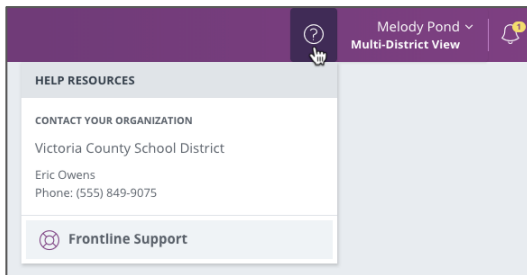 Melody Pond
Multi-District View
1
HELP RESOURCES
CONTACT YOUR ORGANIZATION
Victoria County School District
Eric Owens
Phone: (555) 849-9075
Frontline Support